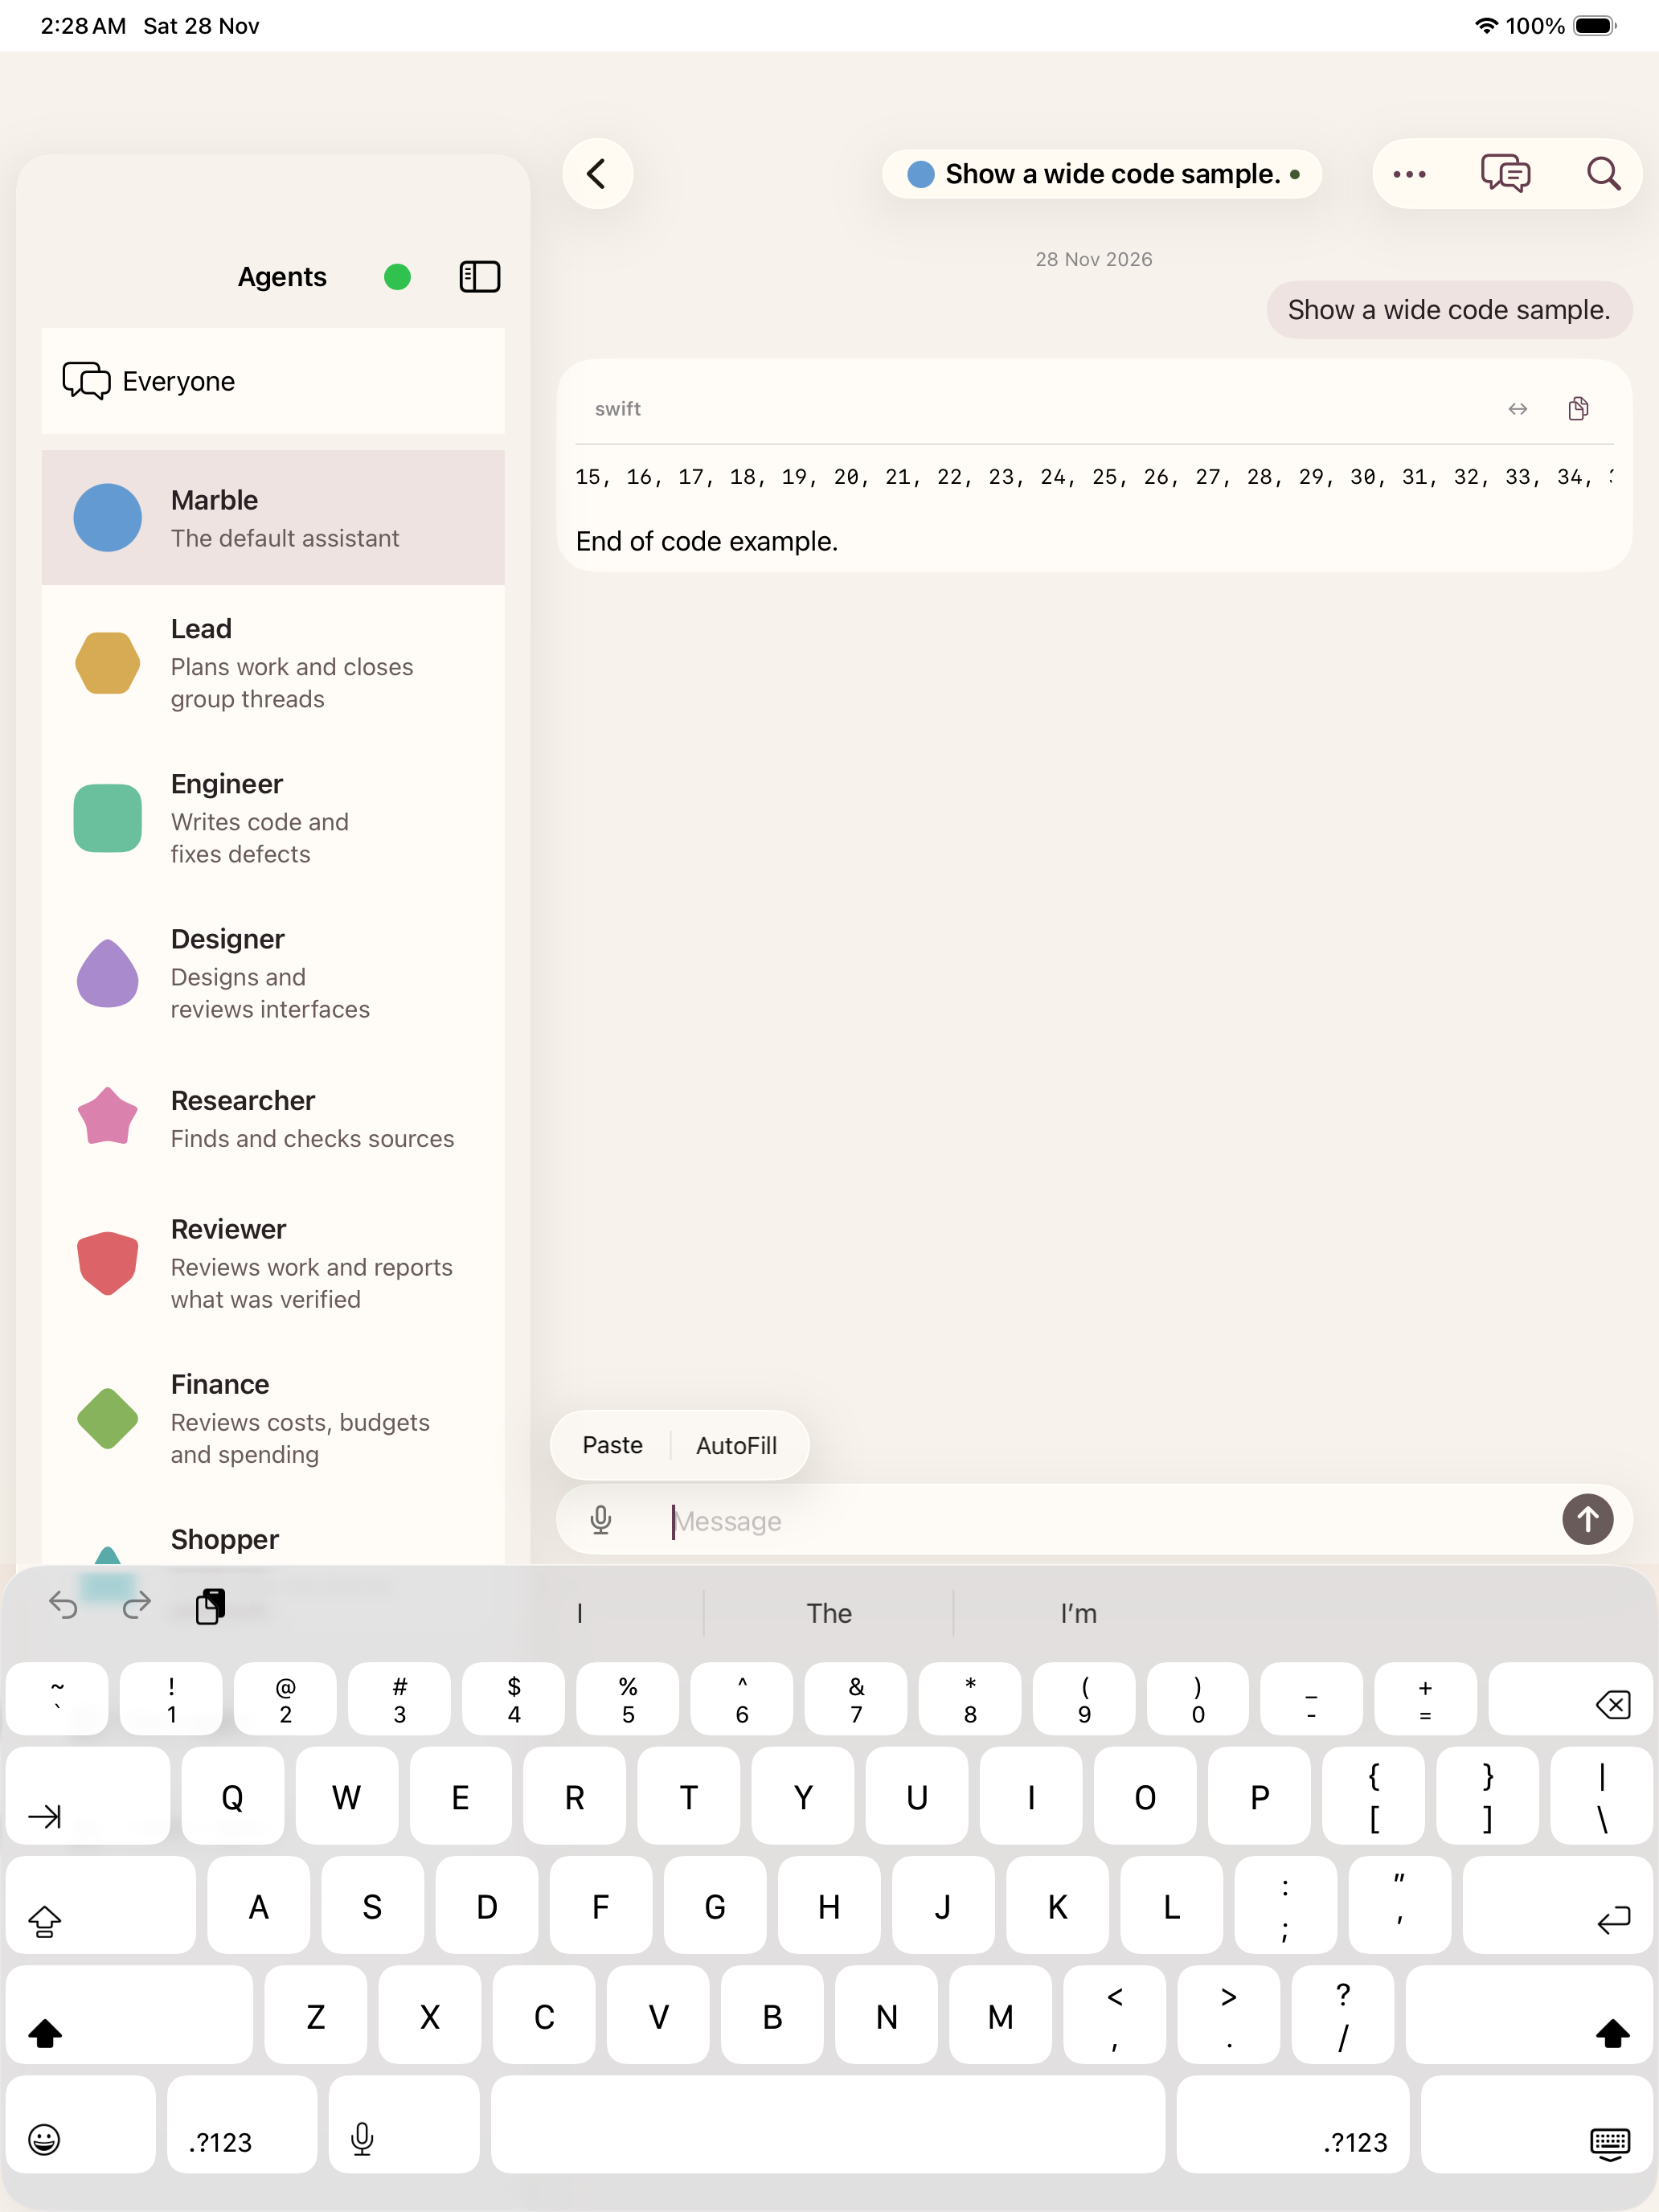 2:28 AM Sat 28 Nov
100%
Agents
Everyone
Marble
The default assistant
Lead
Plans work and closes
group threads
Engineer
Writes code and
fixes defects
Designer
Designs and
reviews interfaces
Researcher
Finds and checks sources
Reviewer
Reviews work and reports
what was verified
Finance
Reviews costs, budgets
and spending
Shopper
Show a wide code sample.
28 Nov 2026
Show a wide code sample.
swift
15, 16, 17, 18, 19, 20, 21, 22, 23, 24, 25, 26, 27, 28, 29, 30, 31, 32, 33, 34,
End of code example.
Paste AutoFill
Message
I The I’m
~ ! @ # $ % ^ & * ( ) _ +
` 1 2 3 4 5 6 7 8 9 0 - =
Q W E R T Y U I O P { } |
[ ] \
A S D F G H J K L : "
; '
Z X C V B N M < > ?
, . /
.?123 .?123